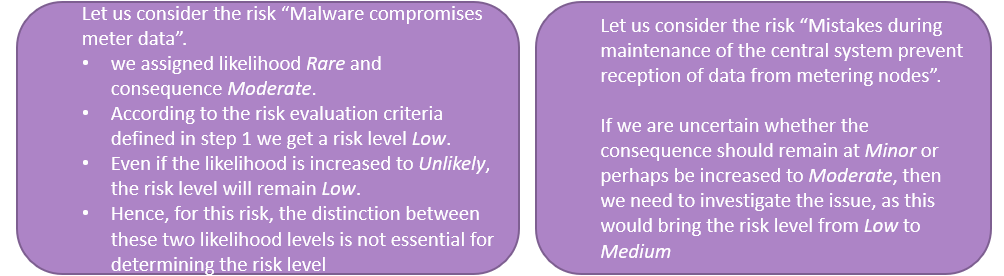 Let us consider the risk “Malware compromises
meter data”.
• we assigned likelihood Rare and
consequence Moderate.
• According to the risk evaluation criteria
defined in step 1 we get a risk level Low.
• Even if the likelihood is increased to Unlikely,
the risk level will remain Low.
• Hence, for this risk, the distinction between
these two likelihood levels is not essential for
determining the risk level
Let us consider the risk “Mistakes during
maintenance of the central system prevent
reception of data from metering nodes”.
If we are uncertain whether the
consequence should remain at Minor or
perhaps be increased to Moderate, then
we need to investigate the issue, as this
would bring the risk level from Low to
Medium